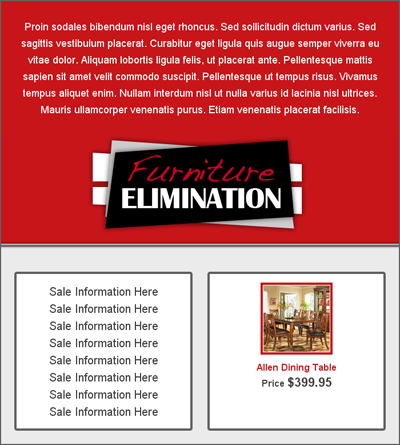 Proin sodales bibendum nisl eget rhoncus. Sed sollicitudin dictum varius. Sed
sagittis vestibulum placerat. Curabitur eget ligula quis augue semper viverra eu
vitae dolor. Aliquam lobortis ligula felis, ut placerat ante. Pellentesque mattis
sapien sit amet velit commodo suscipit. Pellentesque ut tempus risus. Vivamus
tempus aliquet enim. Nullam interdum nisl ut nulla varius id lacinia nisl ultrices.
Mauris ullamcorper venenatis purus. Etiam venenatis placerat facilisis.
Furniture
ELIMINATION
Sale Information Here
Sale Information Here
Sale Information Here
Sale Information Here
Sale Information Here
Sale Information Here
Sale Information Here
Sale Information Here
Allen Dining Table
Price $399.95